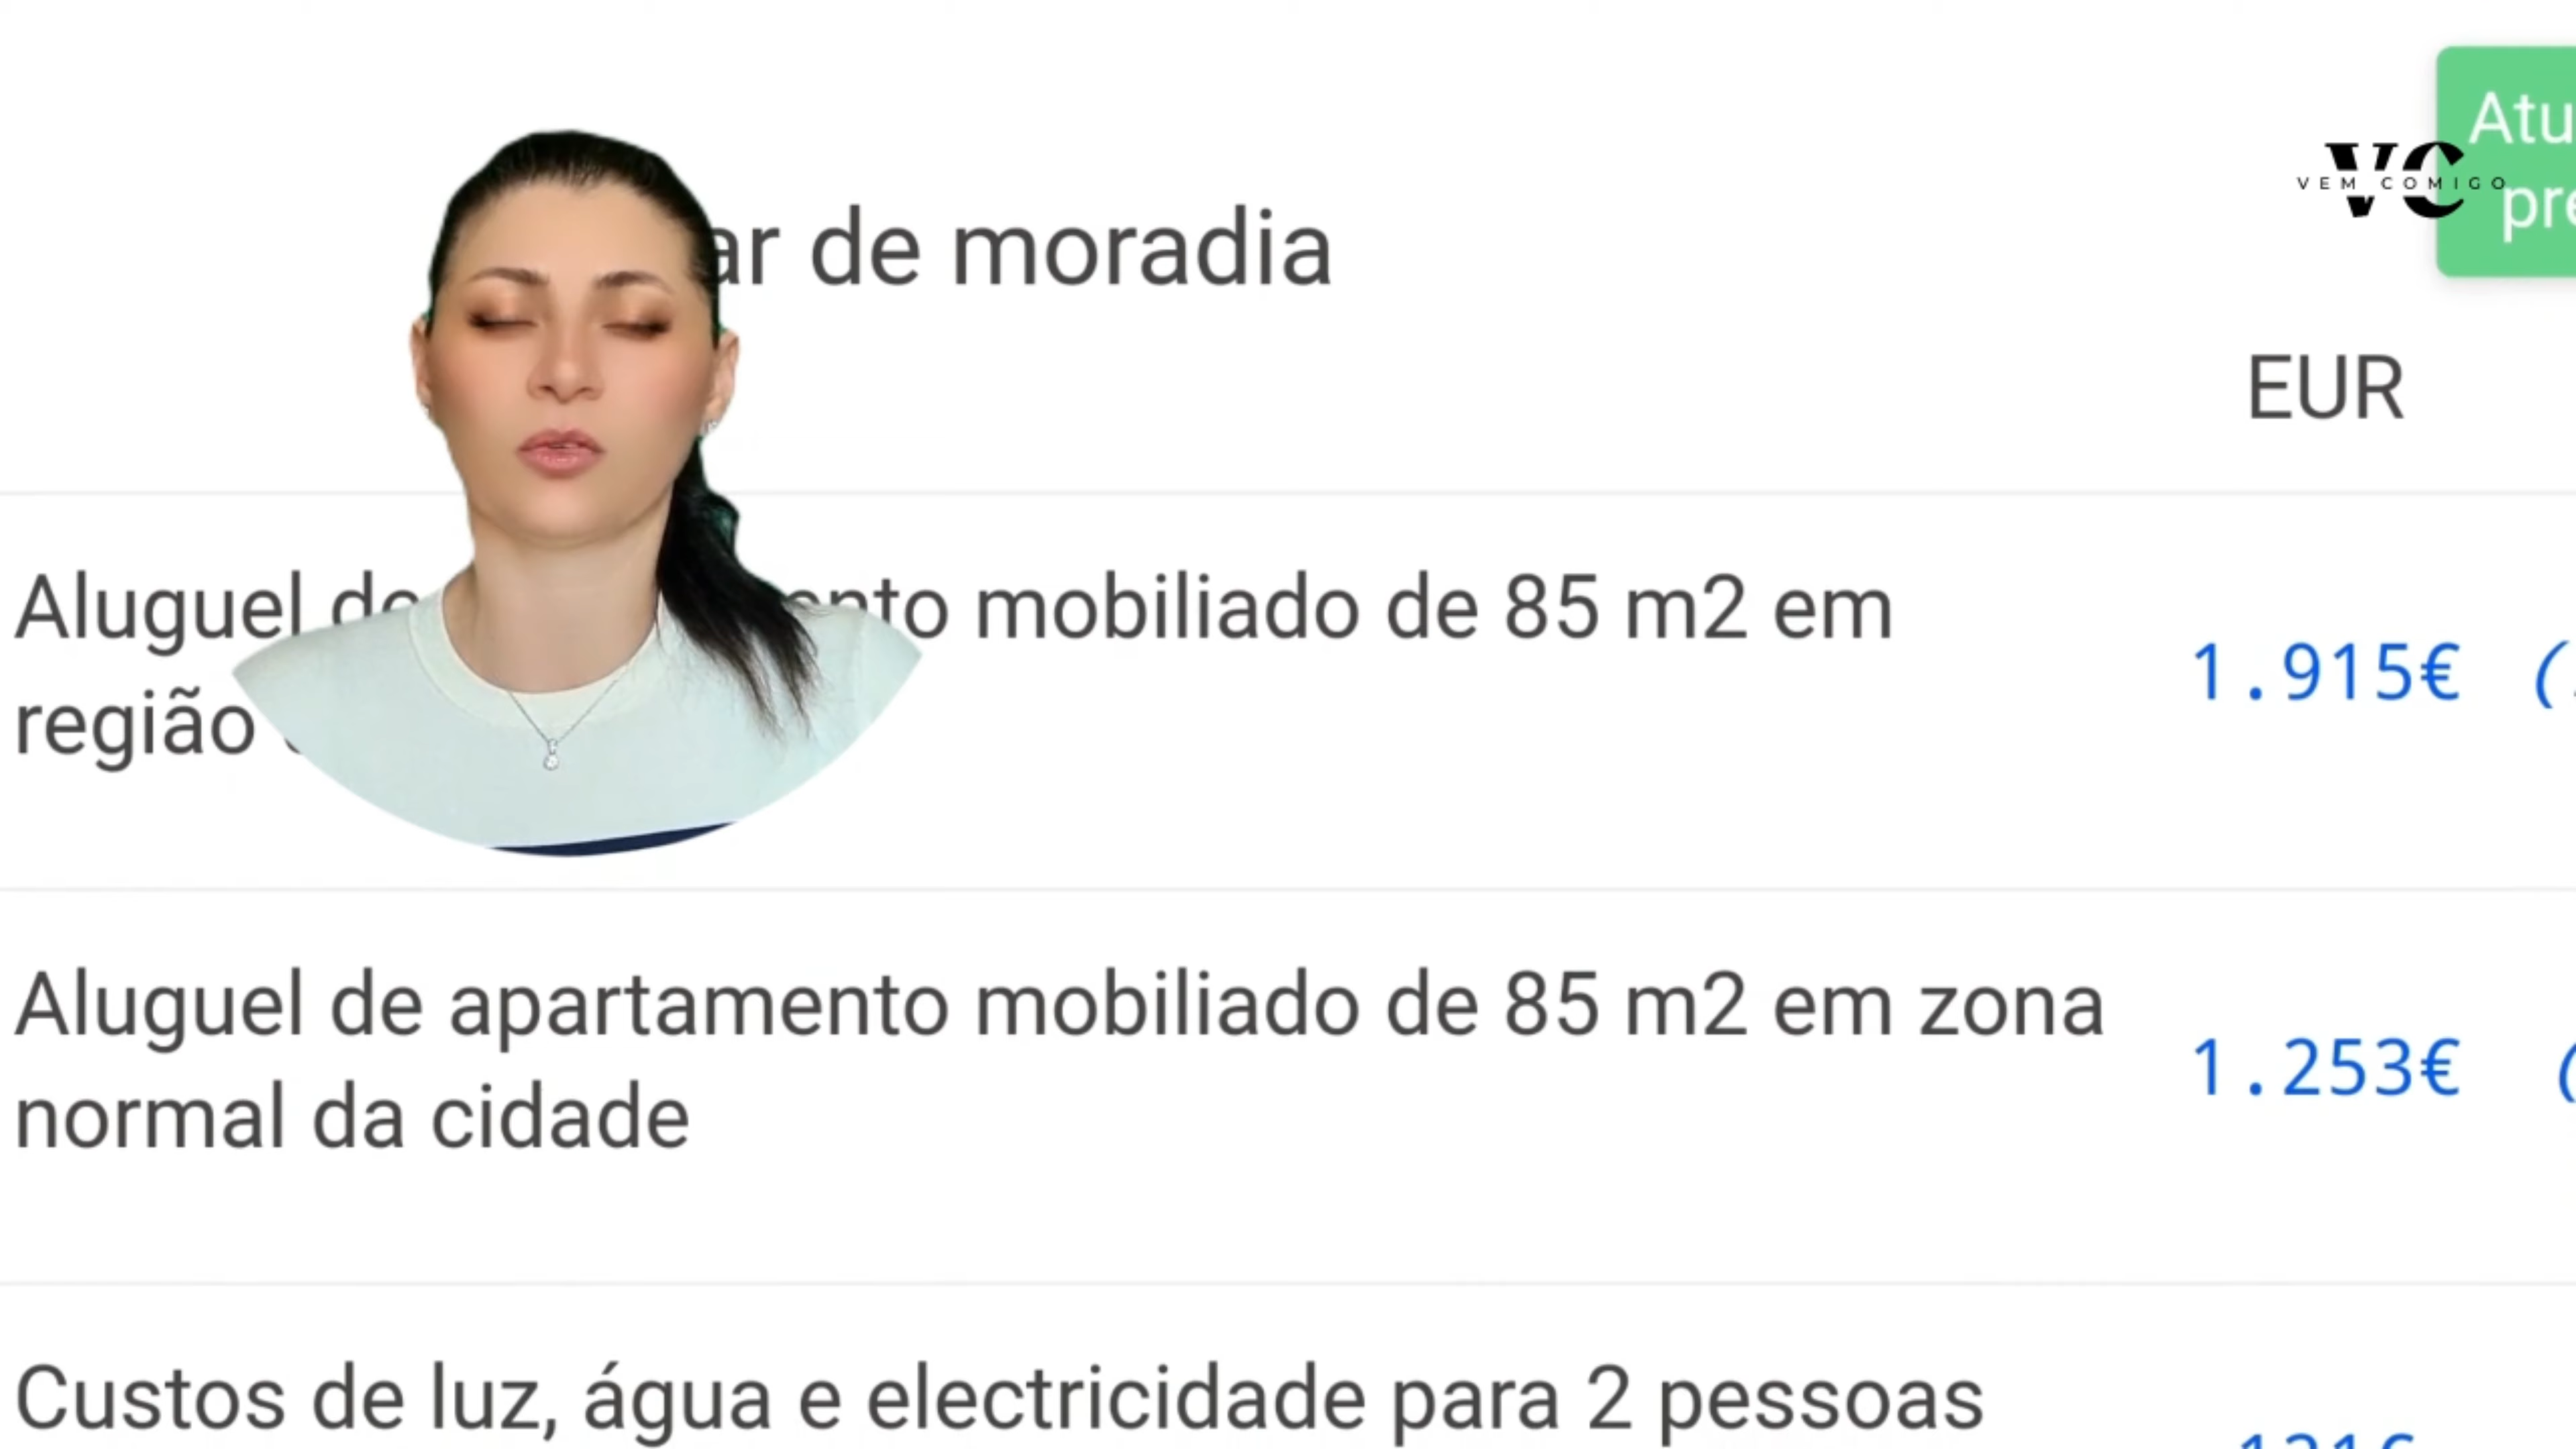 Atu
VC
VEM COMIGO
pre
ar de moradia
EUR
Aluguel de ento mobiliado de 85 m2 em
região
1.915€ (
Aluguel de apartamento mobiliado de 85 m2 em zona
normal da cidade
1.253€ (
Custos de luz, água e electricidade para 2 pessoas